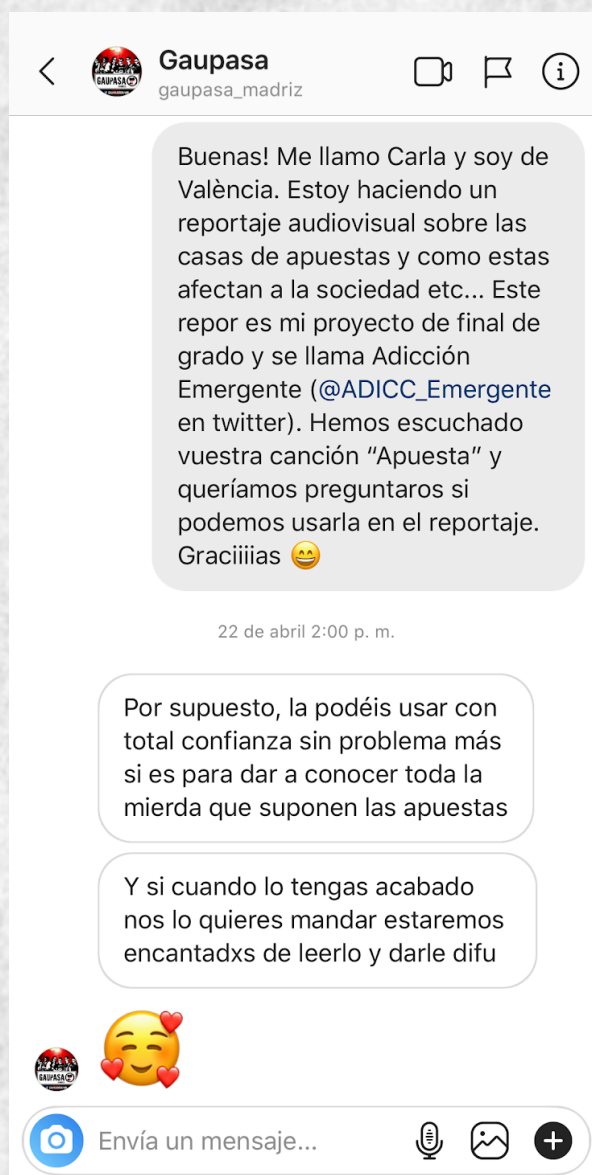 Gaupasa
gaupasa_madriz
GAUPASA
Buenas! Me llamo Carla y soy de
València. Estoy haciendo un
reportaje audiovisual sobre las
casas de apuestas y como estas
afectan a la sociedad etc... Este
repor es mi proyecto de final de
grado y se llama Adicción
Emergente (@ADICC_Emergente
en twitter). Hemos escuchado
vuestra canción “Apuesta” y
queríamos preguntaros si
podemos usarla en el reportaje.
Graciiiias 😄
22 de abril 2:00 p. m.
Por supuesto, la podéis usar con
total confianza sin problema más
si es para dar a conocer toda la
mierda que suponen las apuestas
Y si cuando lo tengas acabado
nos lo quieres mandar estaremos
encantadxs de leerlo y darle difu
🥰
GAUPASA
Envía un mensaje...